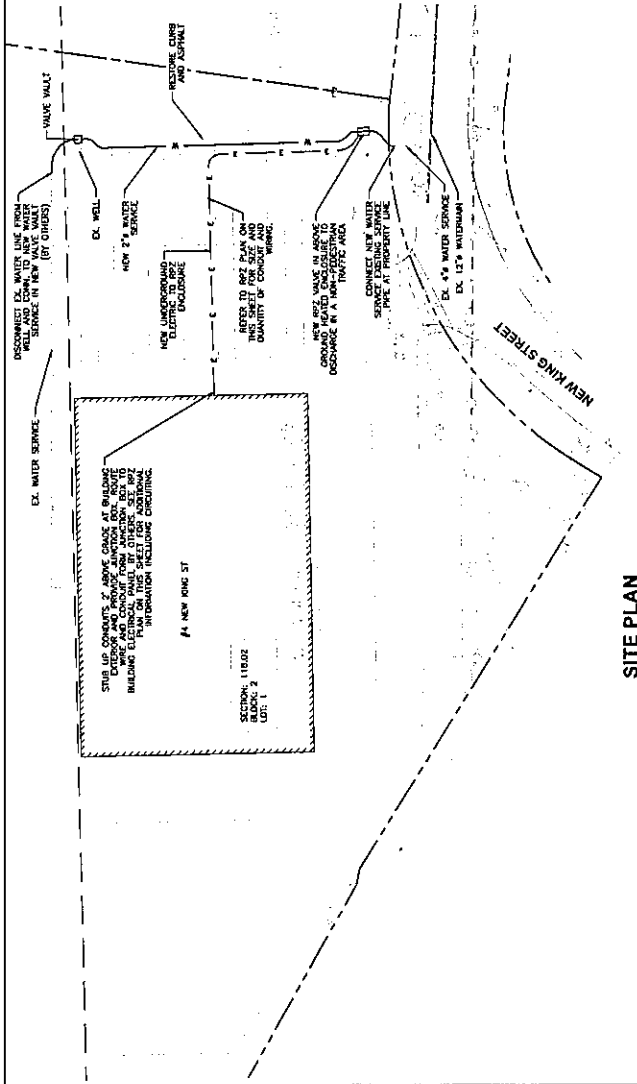 DISCONNECT EX. WATER LINE FROM
WELL AND CONN. TO NEW WATER
SERVICE IN NEW VALVE VAULT
(BY OTHERS)
VALVE VAULT
EX. WATER SERVICE
EX. WELL
NEW 2"ø WATER
SERVICE
RESTORE CURB
AND ASPHALT
NEW UNDERGROUND
ELECTRIC TO RPZ
ENCLOSURE
REFER TO RPZ PLAN ON
THIS SHEET FOR SIZE AND
QUANTITY OF CONDUIT AND
WIRING.
NEW RPZ VALVE IN ABOVE
GROUND HEATED ENCLOSURE TO
DISCHARGE IN A NON-PEDESTRIAN
TRAFFIC AREA
CONNECT NEW WATER
SERVICE EXISTING SERVICE
PIPE AT PROPERTY LINE
EX. 4"ø WATER SERVICE
EX. 12"ø WATERMAIN
NEW KING STREET
STUB UP CONDUITS 2' ABOVE GRADE AT BUILDING
EXTERIOR AND PROVIDE JUNCTION BOX. ROUTE
WIRE AND CONDUIT FORM JUNCTION BOX TO
BUILDING ELECTRICAL PANEL BY OTHERS. SEE RPZ
PLAN ON THIS SHEET FOR ADDITIONAL
INFORMATION INCLUDING CIRCUITING.
#4 NEW KING ST
SECTION: 118.02
BLOCK: 2
LOT: 1
W
W
E
E
E
E
E
E
E
SITE PLAN